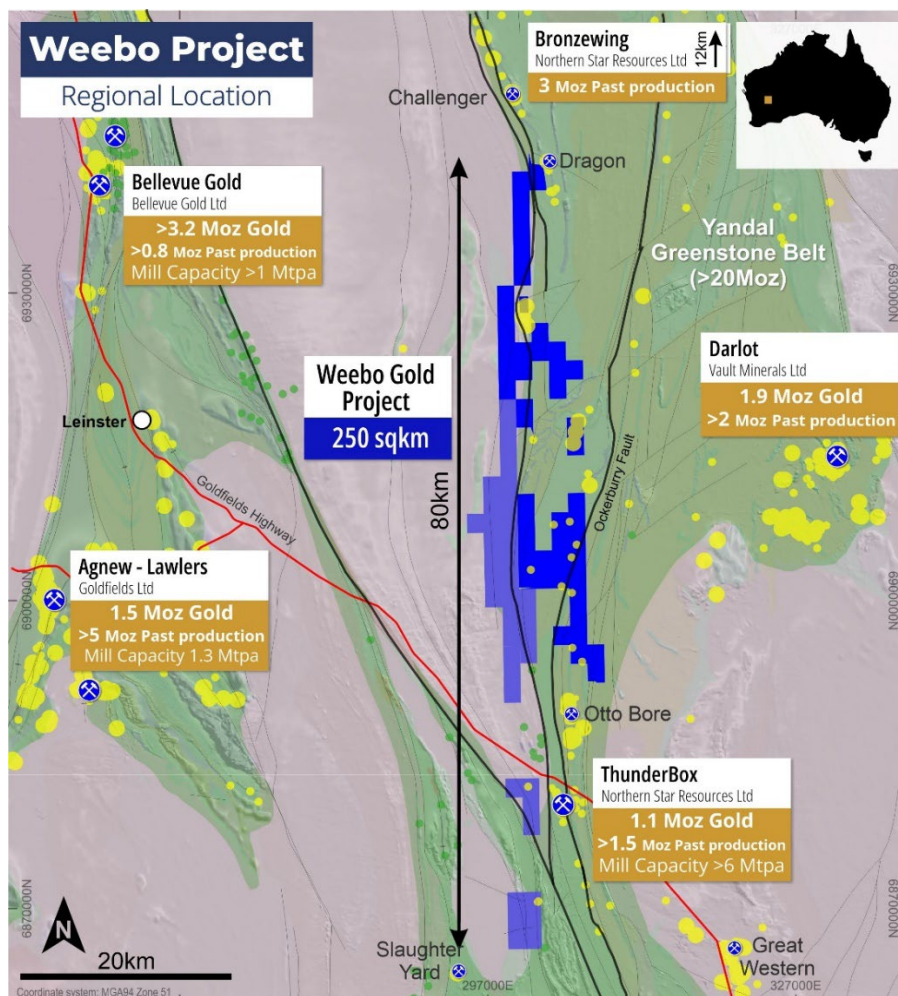 Weebo Project
Regional Location
Bronzewing
Northern Star Resources Ltd
3 Moz Past production
12km
Challenger
Dragon
Bellevue Gold
Bellevue Gold Ltd
>3.2 Moz Gold
>0.8 Moz Past production
Mill Capacity >1 Mtpa
Yandal
Greenstone Belt
(>20Moz)
6930000N
6930000N
Weebo Gold
Project
250 sqkm
80km
Darlot
Vault Minerals Ltd
1.9 Moz Gold
>2 Moz Past production
Leinster
Goldfields Highway
Ockerburry Fault
Agnew - Lawlers
Goldfields Ltd
1.5 Moz Gold
>5 Moz Past production
Mill Capacity 1.3 Mtpa
6900000N
6900000N
Otto Bore
ThunderBox
Northern Star Resources Ltd
1.1 Moz Gold
>1.5 Moz Past production
Mill Capacity >6 Mtpa
6870000N
6870000N
N
20km
Slaughter
Yard
Great
Western
297000E
327000E
Coordinate system: MGA94 Zone 51